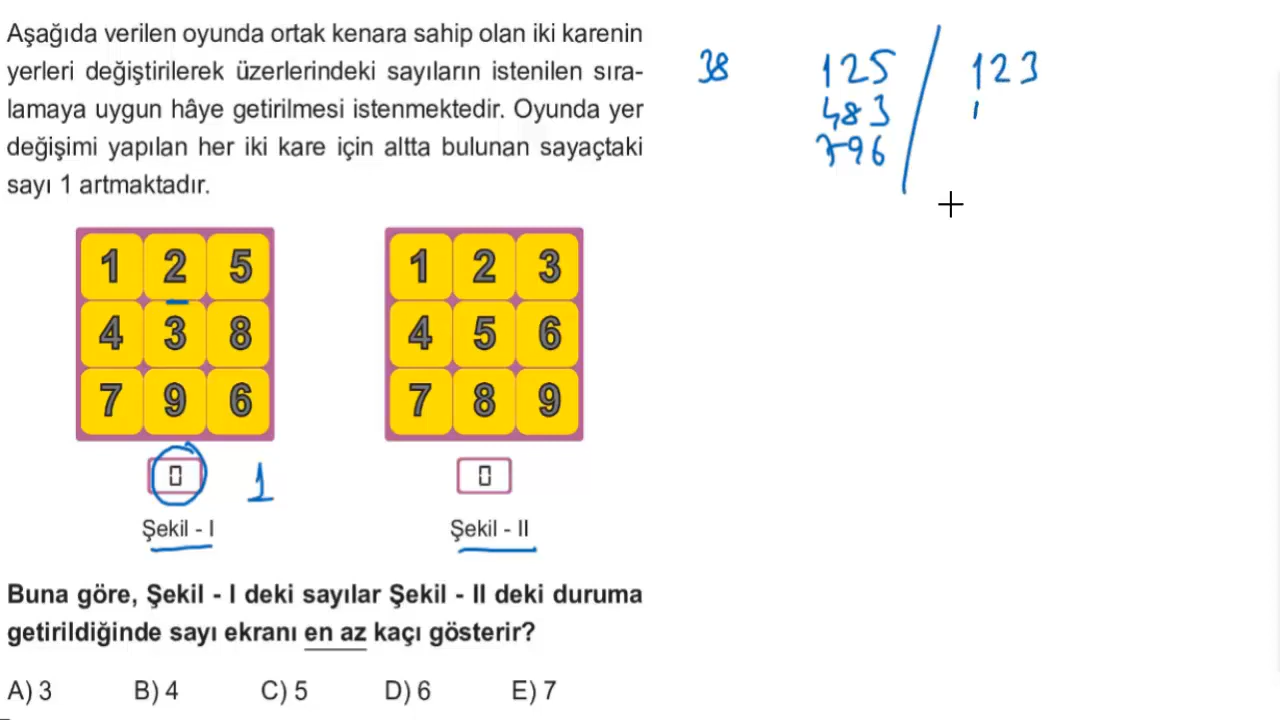 Aşağıda verilen oyunda ortak kenara sahip olan iki karenin
yerleri değiştirilerek üzerlerindeki sayıların istenilen sıra-
lamaya uygun hâye getirilmesi istenmektedir. Oyunda yer
değişimi yapılan her iki kare için altta bulunan sayaçtaki
sayı 1 artmaktadır.
1 2 5
4 3 8
7 9 6
0 1
Şekil - I
1 2 3
4 5 6
7 8 9
0
Şekil - II
Buna göre, Şekil - I deki sayılar Şekil - II deki duruma
getirildiğinde sayı ekranı en az kaçı gösterir?
A) 3 B) 4 C) 5 D) 6 E) 7
38
125
483
796
123